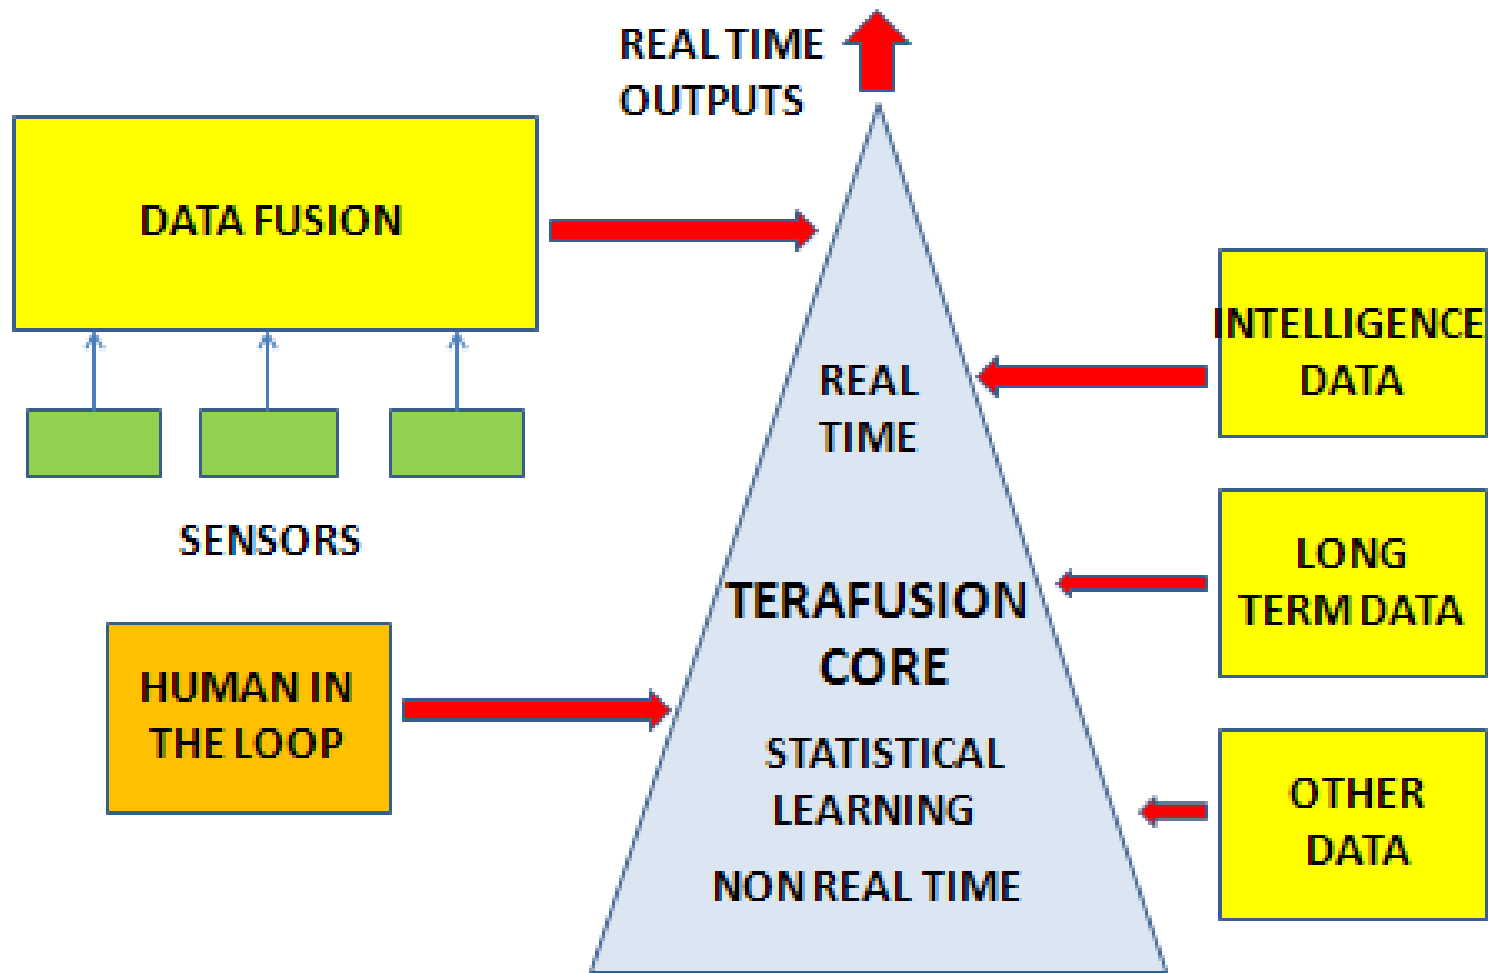 REAL TIME
OUTPUTS
DATA FUSION
SENSORS
HUMAN IN
THE LOOP
REAL
TIME
TERAFUSION
CORE
STATISTICAL
LEARNING
NON REAL TIME
INTELLIGENCE
DATA
LONG
TERM DATA
OTHER
DATA